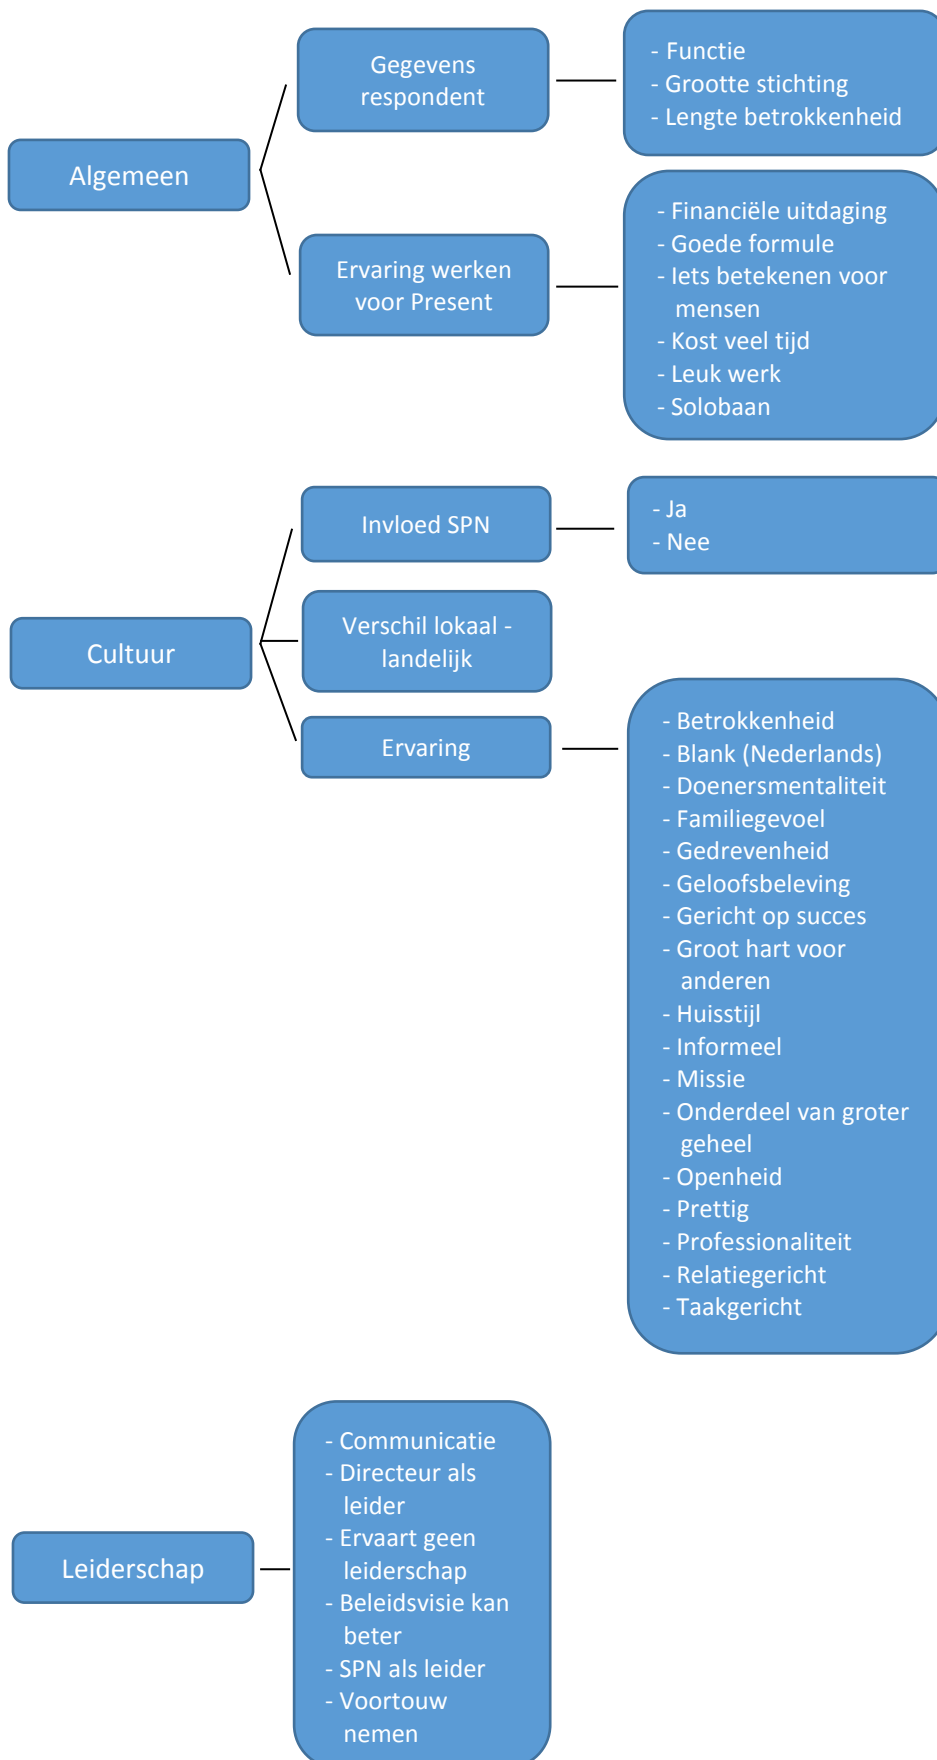 Algemeen
Gegevens
respondent
- Functie
- Grootte stichting
- Lengte betrokkenheid
Ervaring werken
voor Present
- Financiële uitdaging
- Goede formule
- Iets betekenen voor
mensen
- Kost veel tijd
- Leuk werk
- Solobaan
Cultuur
Invloed SPN
- Ja
- Nee
Verschil lokaal -
landelijk
Ervaring
- Betrokkenheid
- Blank (Nederlands)
- Doenersmentaliteit
- Familiegevoel
- Gedrevenheid
- Geloofsbeleving
- Gericht op succes
- Groot hart voor
anderen
- Huisstijl
- Informeel
- Missie
- Onderdeel van groter
geheel
- Openheid
- Prettig
- Professionaliteit
- Relatiegericht
- Taakgericht
Leiderschap
- Communicatie
- Directeur als
leider
- Ervaart geen
leiderschap
- Beleidsvisie kan
beter
- SPN als leider
- Voortouw
nemen